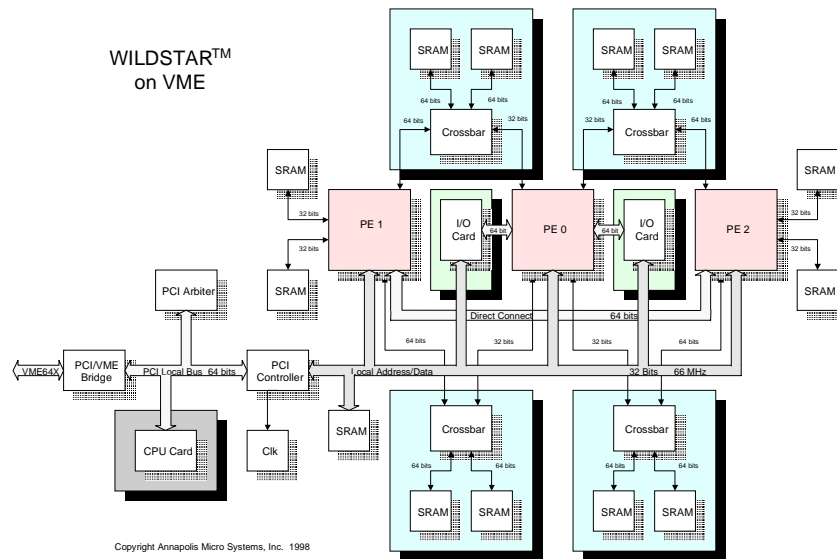 WILDSTAR™
on VME
SRAM
SRAM
SRAM
SRAM
64 bits
64 bits
64 bits
64 bits
64 bits
32 bits
32 bits
64 bits
Crossbar
Crossbar
SRAM
SRAM
32 bits
32 bits
PE 1
I/O
Card
64 bit
PE 0
64 bit
I/O
Card
PE 2
32 bits
32 bits
SRAM
SRAM
PCI Arbiter
Direct Connect 64 bits
64 bits
32 bits
32 bits
64 bits
VME64X
PCI/VME
Bridge
PCI Local Bus 64 bits
PCI
Controller
Local Address/Data 32 Bits 66 MHz
CPU Card
Clk
SRAM
Crossbar
Crossbar
64 bits
64 bits
64 bits
64 bits
SRAM
SRAM
SRAM
SRAM
Copyright Annapolis Micro Systems, Inc. 1998